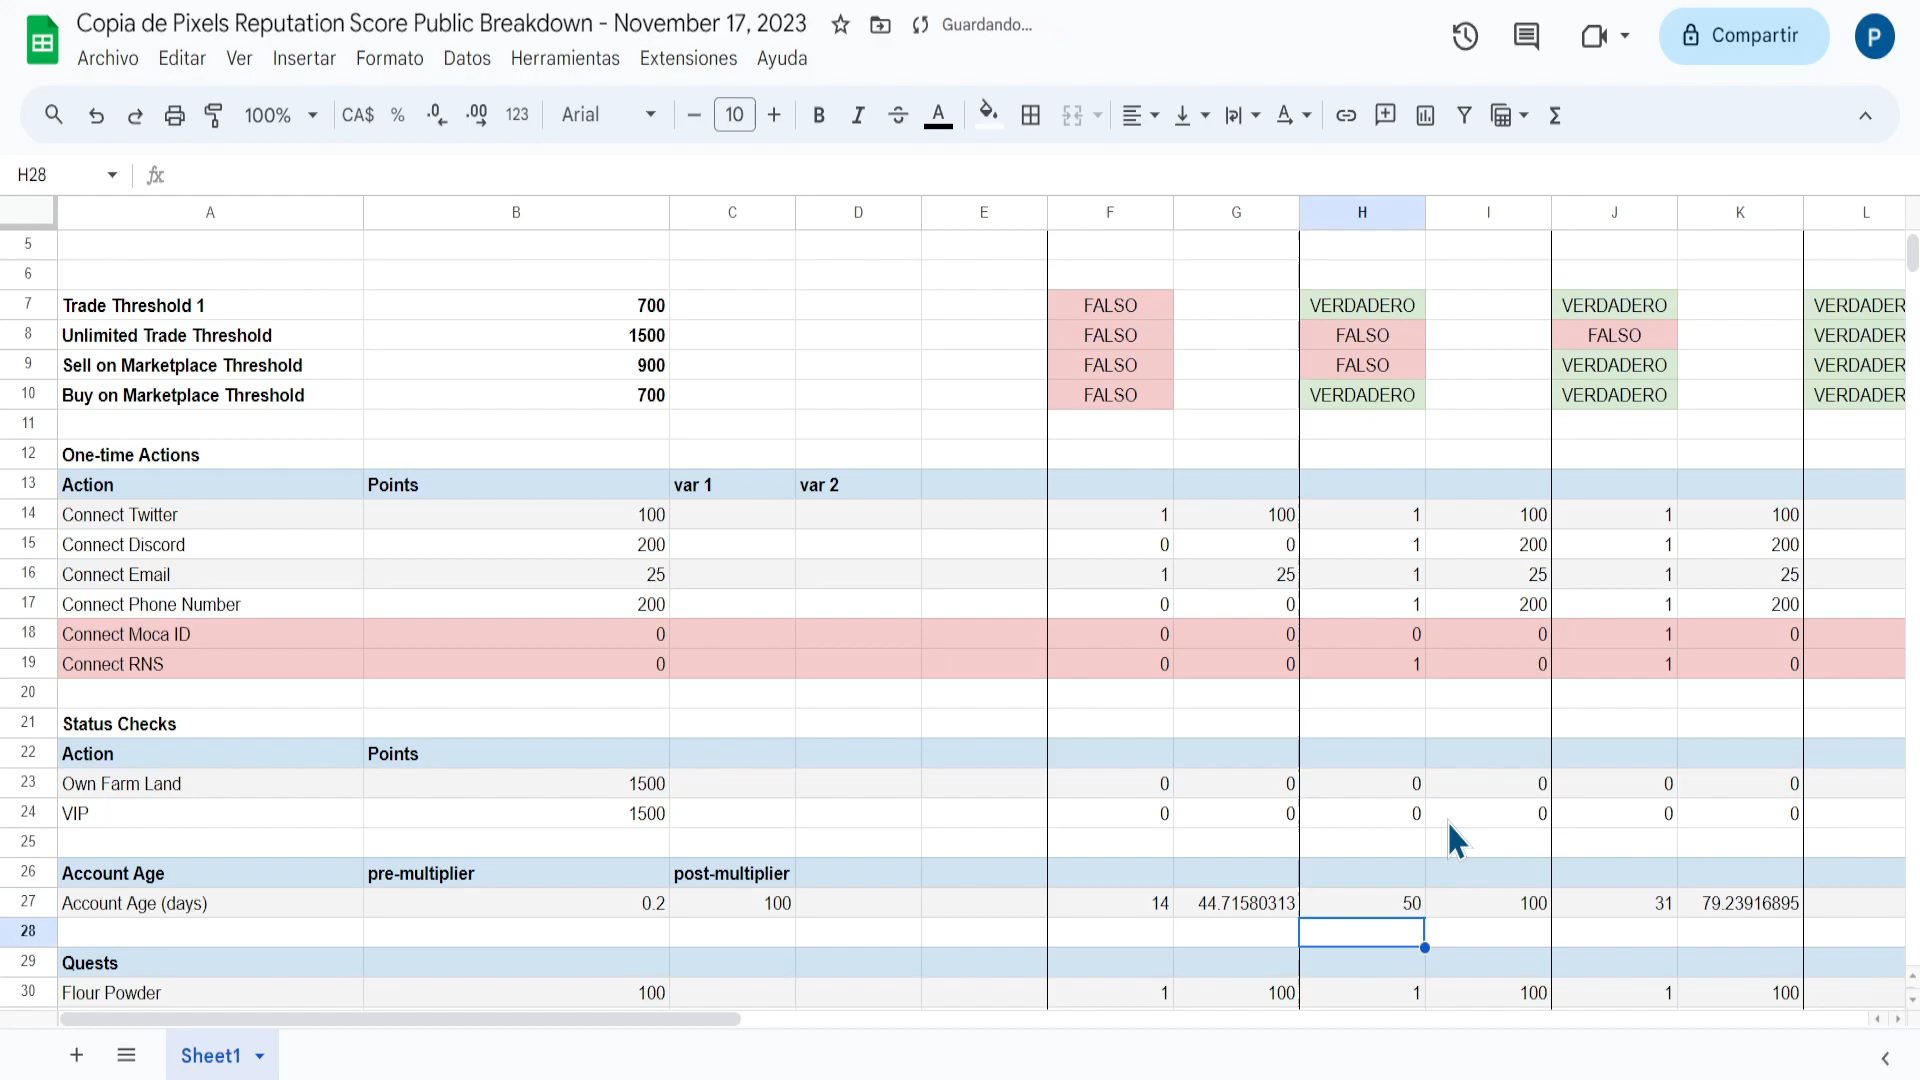 Copia de Pixels Reputation Score Public Breakdown - November 17, 2023 Guardando...
Archivo Editar Ver Insertar Formato Datos Herramientas Extensiones Ayuda
Compartir
P
100% CA$ % .0 .00 123 Arial 10 B I A
H28 fx
A B C D E F G H I J K L
5
6
7 Trade Threshold 1 700 FALSO VERDADERO VERDADERO VERDADER
8 Unlimited Trade Threshold 1500 FALSO FALSO FALSO VERDADER
9 Sell on Marketplace Threshold 900 FALSO FALSO VERDADERO VERDADER
10 Buy on Marketplace Threshold 700 FALSO VERDADERO VERDADERO VERDADER
11
12 One-time Actions
13 Action Points var 1 var 2
14 Connect Twitter 100 1 100 1 100 1 100
15 Connect Discord 200 0 0 1 200 1 200
16 Connect Email 25 1 25 1 25 1 25
17 Connect Phone Number 200 0 0 1 200 1 200
18 Connect Moca ID 0 0 0 0 0 1 0
19 Connect RNS 0 0 0 1 0 1 0
20
21 Status Checks
22 Action Points
23 Own Farm Land 1500 0 0 0 0 0 0
24 VIP 1500 0 0 0 0 0 0
25
26 Account Age pre-multiplier post-multiplier
27 Account Age (days) 0.2 100 14 44.71580313 50 100 31 79.23916895
28
29 Quests
30 Flour Powder 100 1 100 1 100 1 100
Sheet1